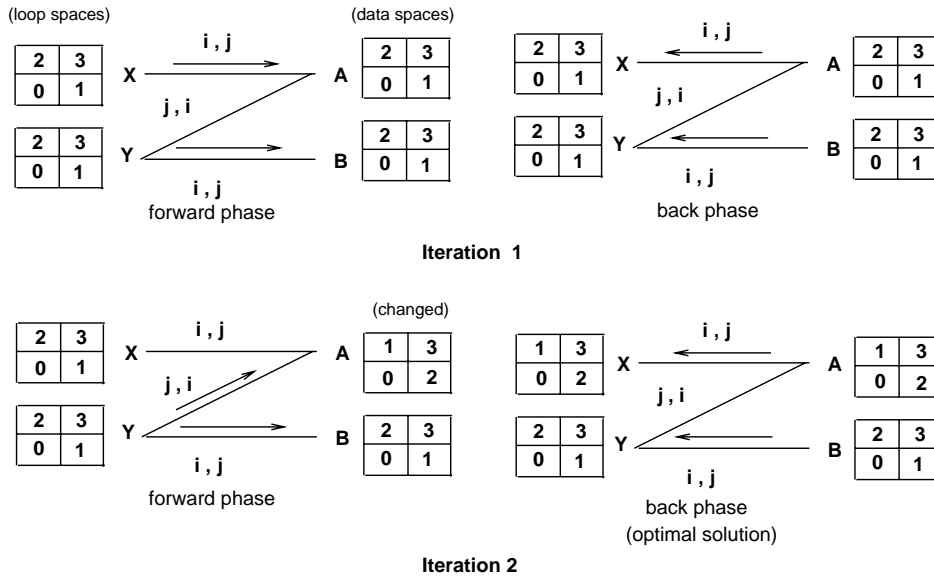 (loop spaces) (data spaces)
i , j i , j
2 3 X A 2 3 2 3 X A 2 3
0 1 0 1 0 1 0 1
j , i j , i
2 3 Y B 2 3 2 3 Y B 2 3
0 1 0 1 0 1 0 1
i , j i , j
forward phase back phase
Iteration 1
(changed)
i , j i , j
2 3 X A 1 3 1 3 X A 1 3
0 1 0 2 0 2 0 2
j , i j , i
2 3 Y B 2 3 2 3 Y B 2 3
0 1 0 1 0 1 0 1
i , j i , j
forward phase back phase
(optimal solution)
Iteration 2